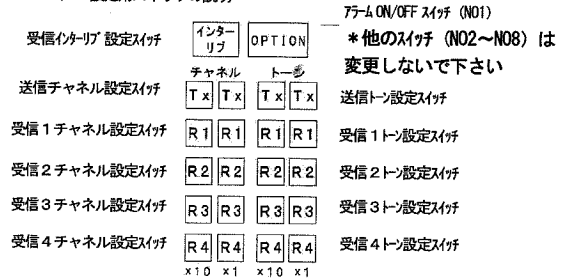 ｱﾗｰﾑ ON/OFF ｽｲｯﾁ (NO1)
受信ｲﾝﾀｰﾘﾌﾞ設定ｽｲｯﾁ インターリブ OPTION
＊他のｽｲｯﾁ (NO2～NO8) は
変更しないで下さい
チャネル トーン
送信チャネル設定ｽｲｯﾁ Tx Tx Tx Tx 送信ﾄｰﾝ設定ｽｲｯﾁ
受信1チャネル設定ｽｲｯﾁ R1 R1 R1 R1 受信1ﾄｰﾝ設定ｽｲｯﾁ
受信2チャネル設定ｽｲｯﾁ R2 R2 R2 R2 受信2ﾄｰﾝ設定ｽｲｯﾁ
受信3チャネル設定ｽｲｯﾁ R3 R3 R3 R3 受信3ﾄｰﾝ設定ｽｲｯﾁ
受信4チャネル設定ｽｲｯﾁ R4 R4 R4 R4 受信4ﾄｰﾝ設定ｽｲｯﾁ
×10 ×1 ×10 ×1